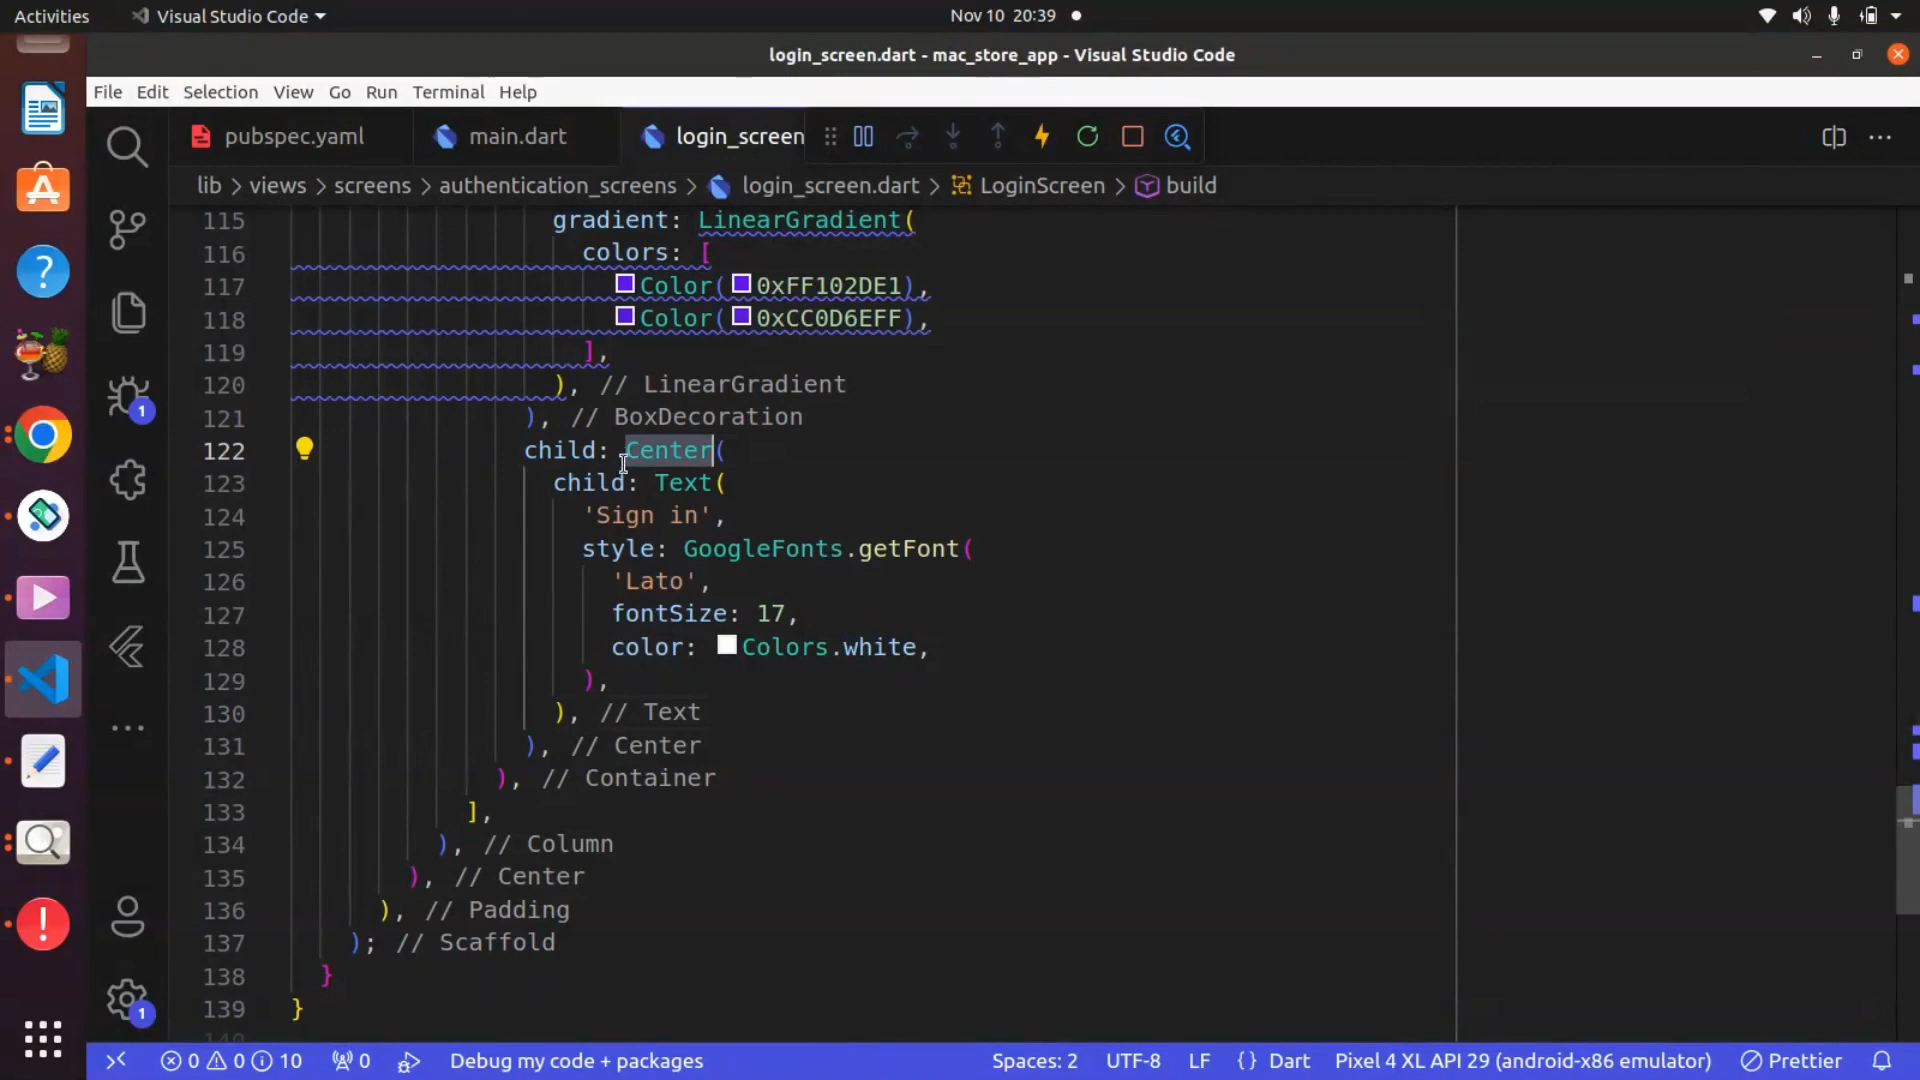 Activities
Visual Studio Code
Nov 10 20:39
login_screen.dart - mac_store_app - Visual Studio Code
File Edit Selection View Go Run Terminal Help
pubspec.yaml
main.dart
login_screen
lib > views > screens > authentication_screens > login_screen.dart > LoginScreen > build
115 gradient: LinearGradient(
116 colors: [
117 Color(0xFF102DE1),
118 Color(0xCC0D6EFF),
119 ],
120 ), // LinearGradient
121 ), // BoxDecoration
122 child: Center(
123 child: Text(
124 'Sign in',
125 style: GoogleFonts.getFont(
126 'Lato',
127 fontSize: 17,
128 color: Colors.white,
129 ),
130 ), // Text
131 ), // Center
132 ), // Container
133 ],
134 ), // Column
135 ), // Center
136 ), // Padding
137 ); // Scaffold
138 }
139 }
1
1
0 0 10 0 Debug my code + packages
Spaces: 2 UTF-8 LF {} Dart Pixel 4 XL API 29 (android-x86 emulator) Prettier